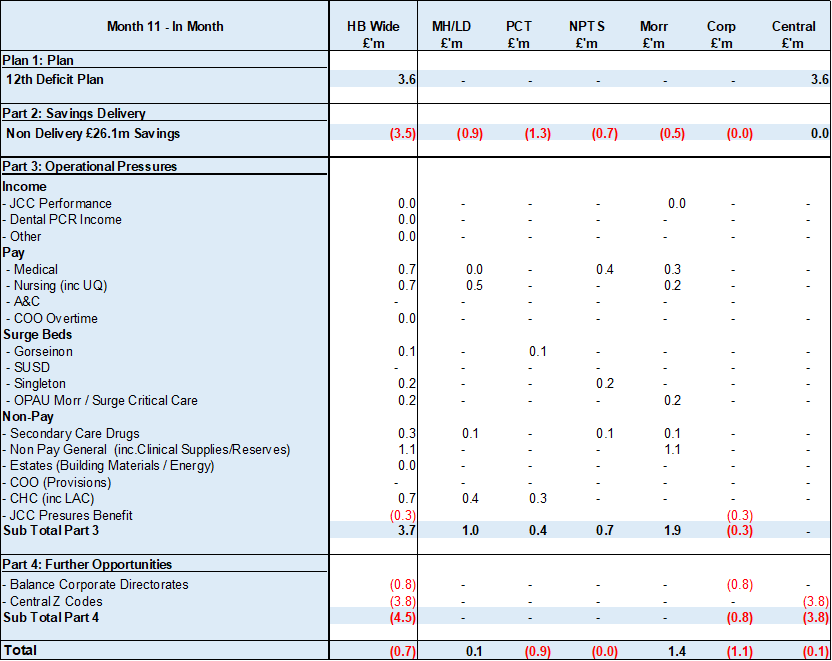 Month 11 - In Month HB Wide MH/LD PCT NPTS Morr Corp Central
£'m £'m £'m £'m £'m £'m £'m
Plan 1: Plan
12th Deficit Plan 3.6 - - - - - 3.6
Part 2: Savings Delivery
Non Delivery £26.1m Savings (3.5) (0.9) (1.3) (0.7) (0.5) (0.0) 0.0
Part 3: Operational Pressures
Income
- JCC Performance 0.0 - - - 0.0 - -
- Dental PCR Income 0.0 - - - - - -
- Other 0.0 - - - - - -
Pay
- Medical 0.7 0.0 - 0.4 0.3 - -
- Nursing (inc UQ) 0.7 0.5 - - 0.2 - -
- A&C - - - - - - -
- COO Overtime 0.0 - - - - - -
Surge Beds
- Gorseinon 0.1 - 0.1 - - - -
- SUSD - - - - - - -
- Singleton 0.2 - - 0.2 - - -
- OPAU Morr / Surge Critical Care 0.2 - - - 0.2 - -
Non-Pay
- Secondary Care Drugs 0.3 0.1 - 0.1 0.1 - -
- Non Pay General (inc.Clinical Supplies/Reserves) 1.1 - - - 1.1 - -
- Estates (Building Materials / Energy) 0.0 - - - - - -
- COO (Provisions) - - - - - - -
- CHC (inc LAC) 0.7 0.4 0.3 - - - -
- JCC Presures Benefit (0.3) - - - - (0.3) -
Sub Total Part 3 3.7 1.0 0.4 0.7 1.9 (0.3) -
Part 4: Further Opportunities
- Balance Corporate Directorates (0.8) - - - - (0.8) -
- Central Z Codes (3.8) - - - - - (3.8)
Sub Total Part 4 (4.5) - - - - (0.8) (3.8)
Total (0.7) 0.1 (0.9) (0.0) 1.4 (1.1) (0.1)